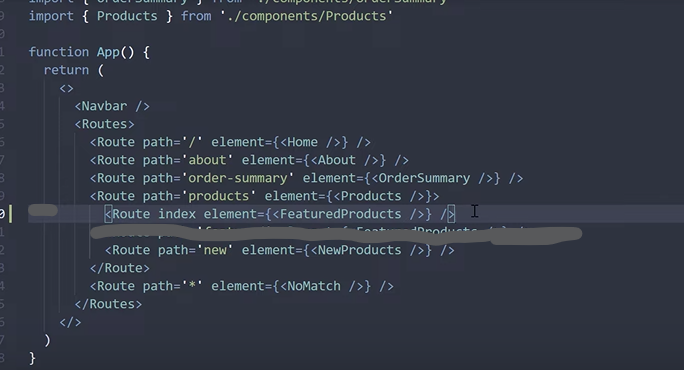 import { OrderSummary } from './components/OrderSummary'
import { Products } from './components/Products'
function App() {
return (
<>
<Navbar />
<Routes>
<Route path='/' element={<Home />} />
<Route path='about' element={<About />} />
<Route path='order-summary' element={<OrderSummary />} />
<Route path='products' element={<Products />}>
<Route index element={<FeaturedProducts />} />
<Route path='new' element={<NewProducts />} />
</Route>
<Route path='*' element={<NoMatch />} />
</Routes>
</>
)
}